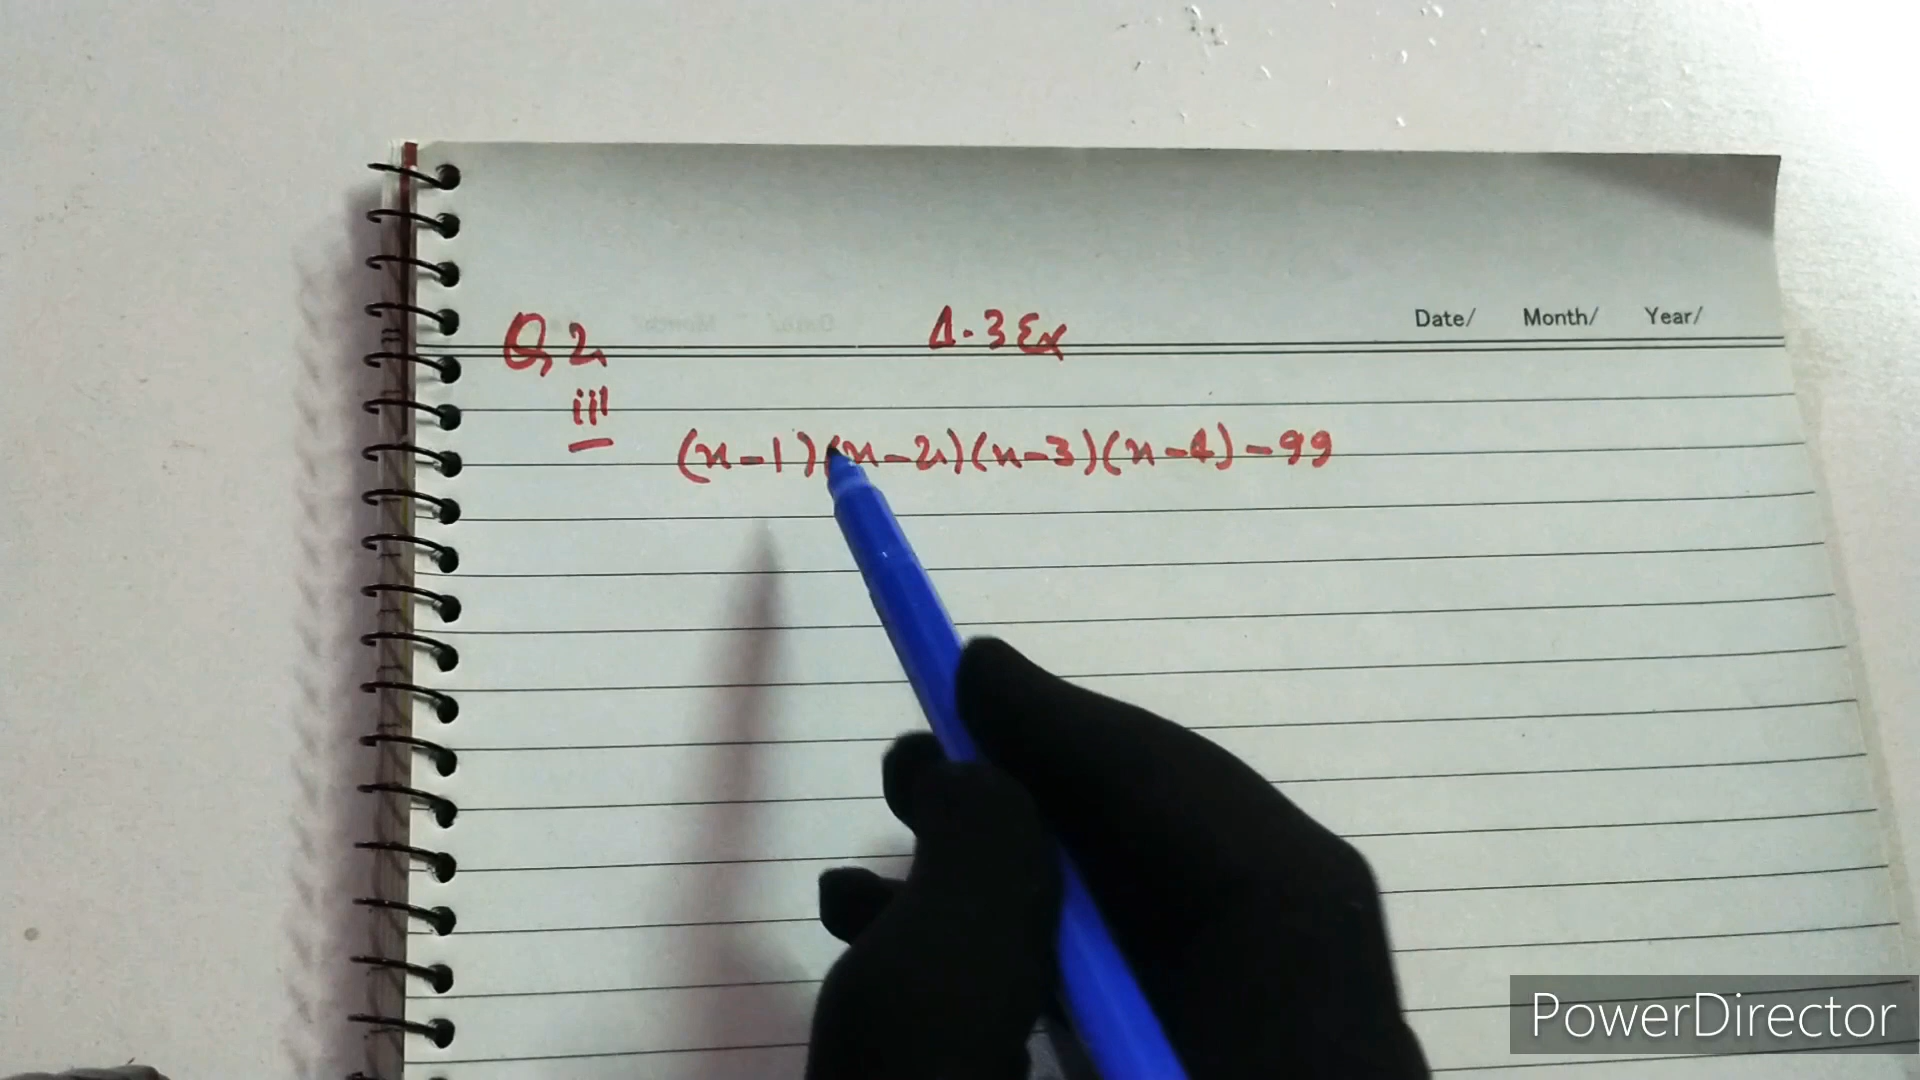 Q, 2
4.3 Ex
Date/ Month/ Year/
iii
(x-1)(x-2)(x-3)(x-4)-99
PowerDirector